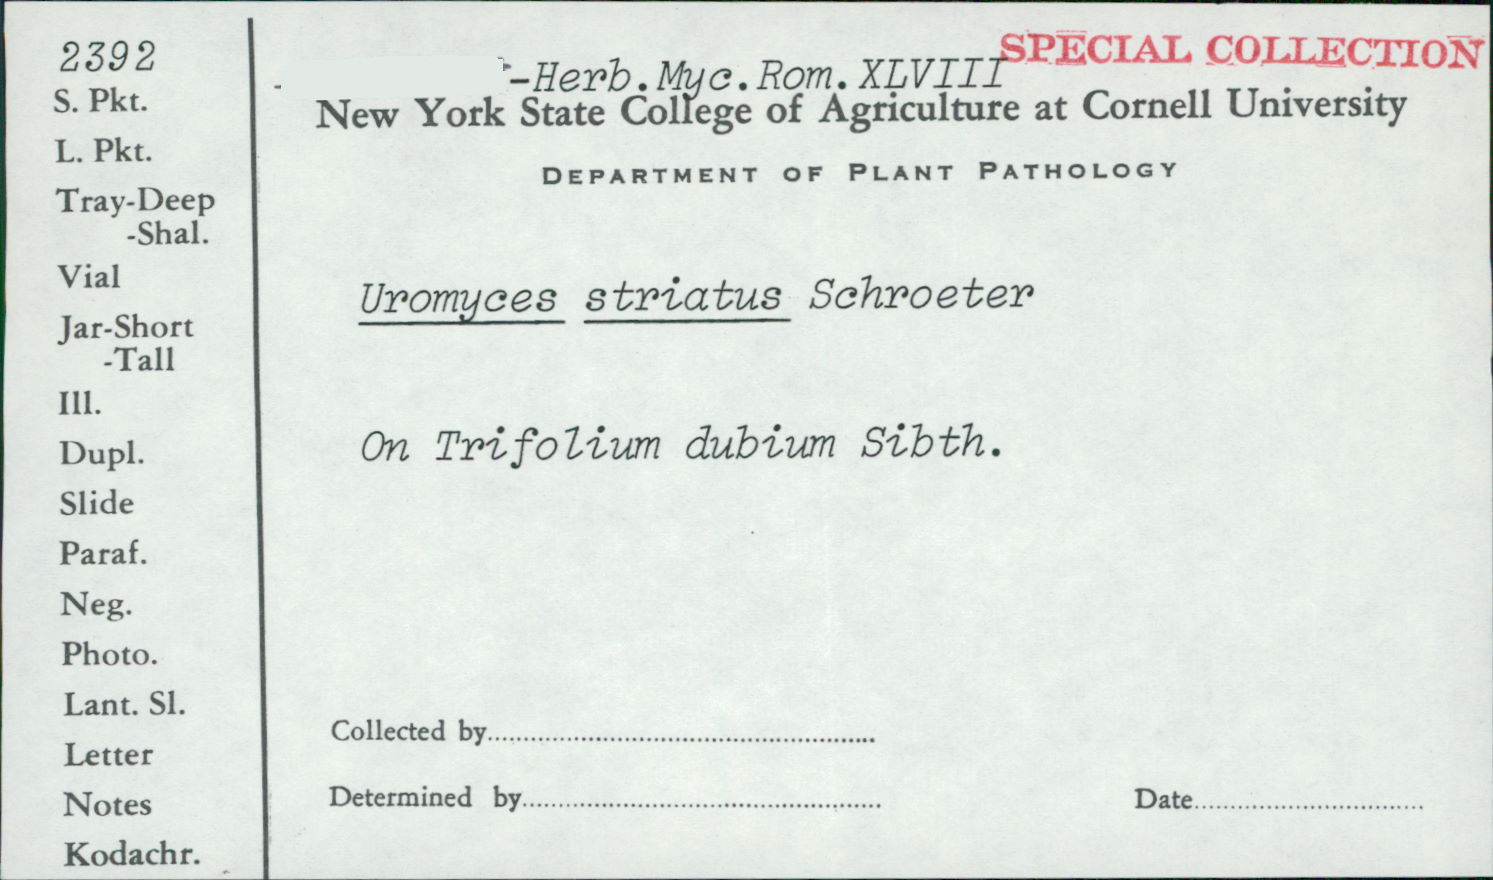 2392
S. Pkt.
L. Pkt.
Tray-Deep
-Shal.
Vial
Jar-Short
-Tall
Ill.
Dupl.
Slide
Paraf.
Neg.
Photo.
Lant. Sl.
Letter
Notes
Kodachr.
SPECIAL COLLECTION
-Herb.Myc.Rom.XLVIII
New York State College of Agriculture at Cornell University
DEPARTMENT OF PLANT PATHOLOGY
Uromyces striatus Schroeter
On Trifolium dubium Sibth.
Collected by
Determined by
Date